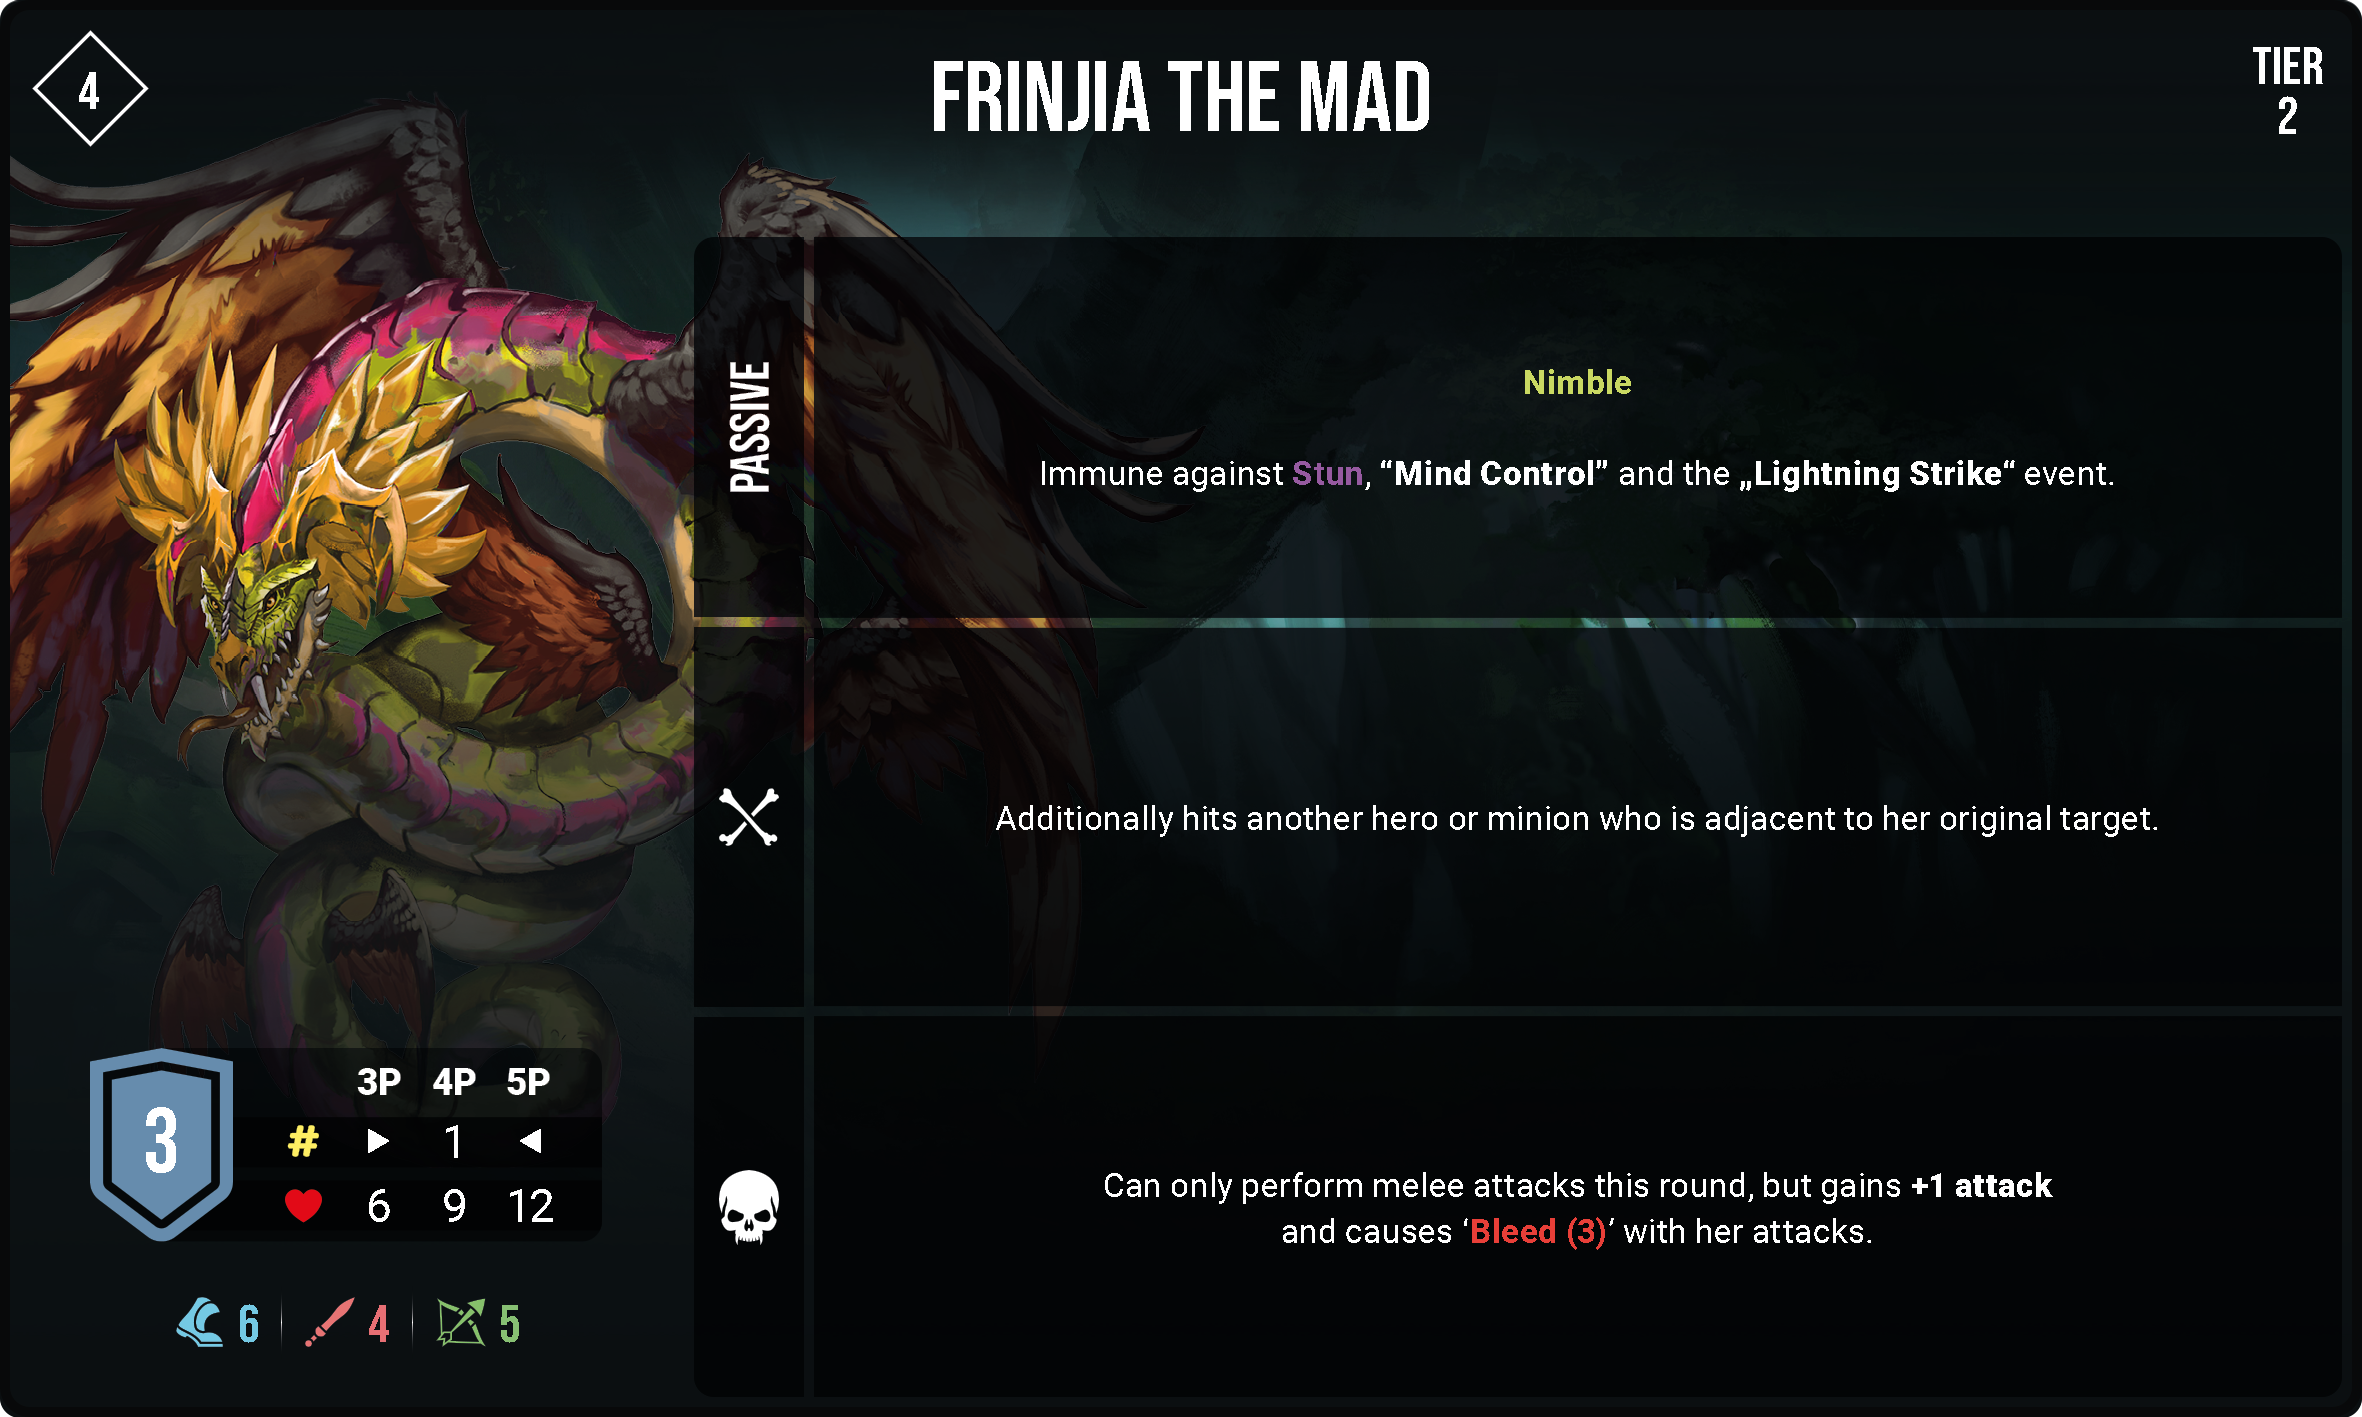 4
FRINJIA THE MAD
TIER
2
PASSIVE
Nimble
Immune against Stun, “Mind Control” and the „Lightning Strike“ event.
Additionally hits another hero or minion who is adjacent to her original target.
Can only perform melee attacks this round, but gains +1 attack
and causes ‘Bleed (3)’ with her attacks.
3
3P 4P 5P
# ▶ 1 ◀
6 9 12
6 4 5